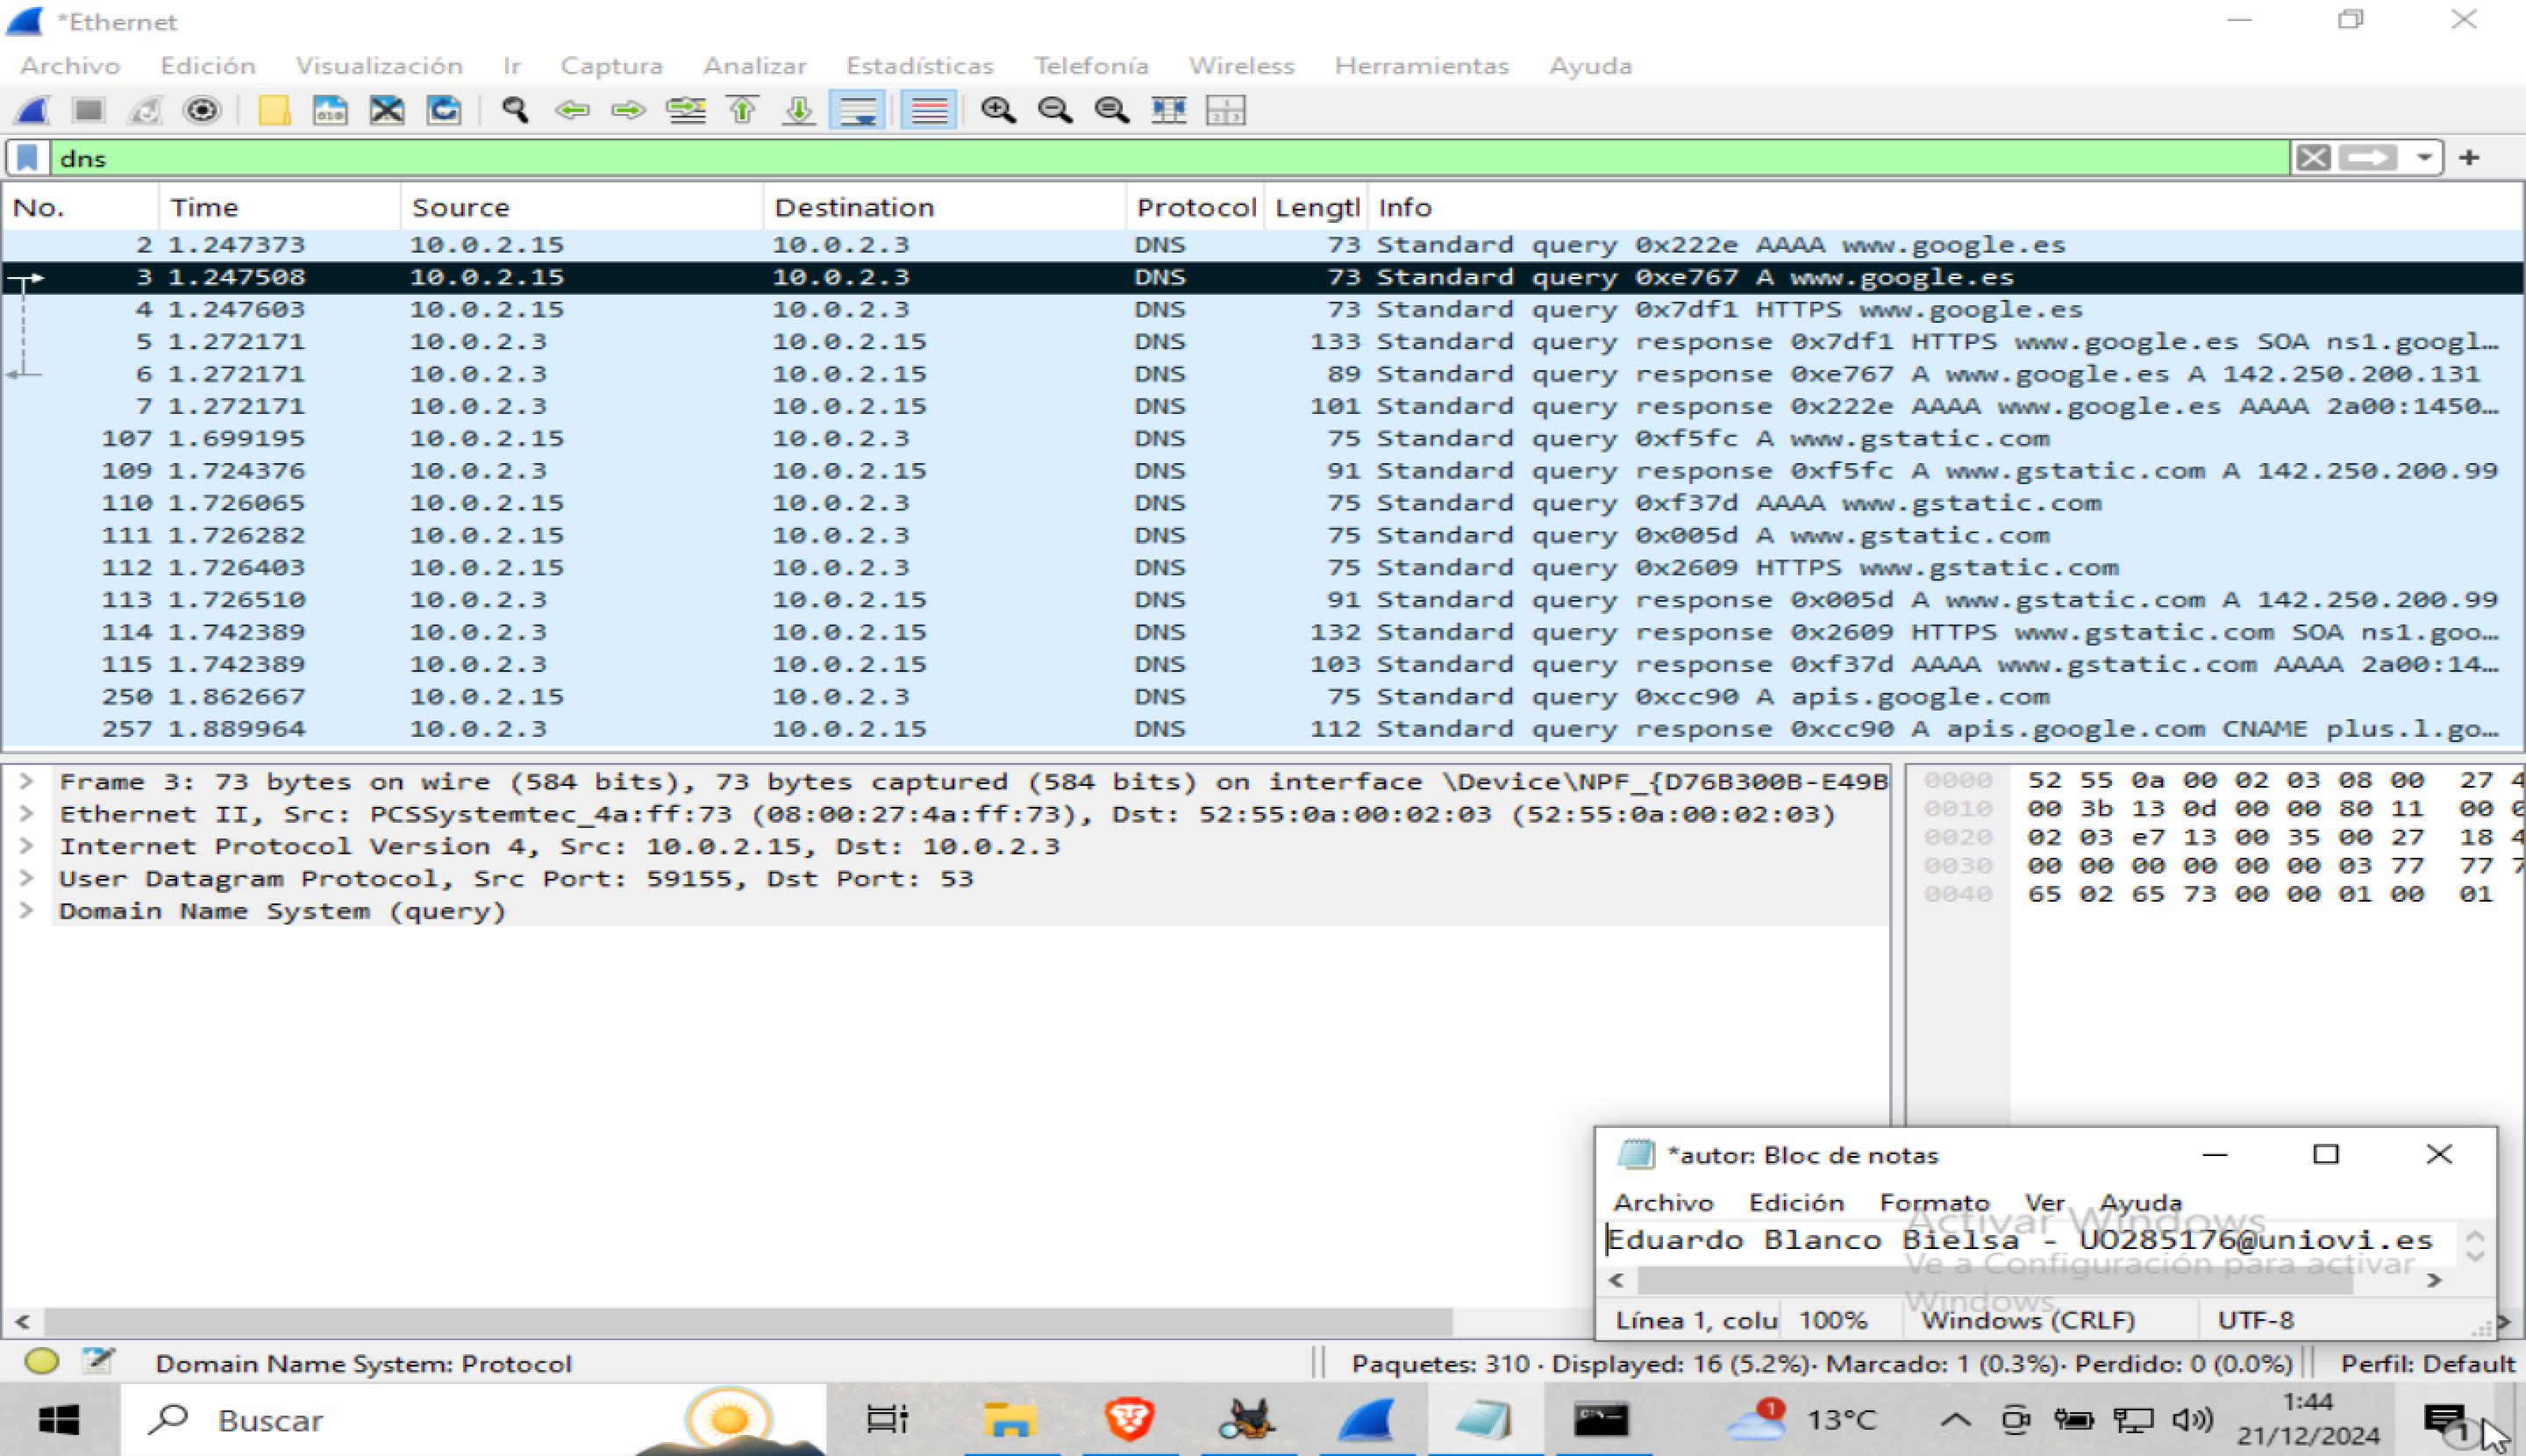 *Ethernet
Archivo Edición Visualización Ir Captura Analizar Estadísticas Telefonía Wireless Herramientas Ayuda
dns
No. Time Source Destination Protocol Lengtl Info
2 1.247373 10.0.2.15 10.0.2.3 DNS 73 Standard query 0x222e AAAA www.google.es
3 1.247508 10.0.2.15 10.0.2.3 DNS 73 Standard query 0xe767 A www.google.es
4 1.247603 10.0.2.15 10.0.2.3 DNS 73 Standard query 0x7df1 HTTPS www.google.es
5 1.272171 10.0.2.3 10.0.2.15 DNS 133 Standard query response 0x7df1 HTTPS www.google.es SOA ns1.googl…
6 1.272171 10.0.2.3 10.0.2.15 DNS 89 Standard query response 0xe767 A www.google.es A 142.250.200.131
7 1.272171 10.0.2.3 10.0.2.15 DNS 101 Standard query response 0x222e AAAA www.google.es AAAA 2a00:1450…
107 1.699195 10.0.2.15 10.0.2.3 DNS 75 Standard query 0xf5fc A www.gstatic.com
109 1.724376 10.0.2.3 10.0.2.15 DNS 91 Standard query response 0xf5fc A www.gstatic.com A 142.250.200.99
110 1.726065 10.0.2.15 10.0.2.3 DNS 75 Standard query 0xf37d AAAA www.gstatic.com
111 1.726282 10.0.2.15 10.0.2.3 DNS 75 Standard query 0x005d A www.gstatic.com
112 1.726403 10.0.2.15 10.0.2.3 DNS 75 Standard query 0x2609 HTTPS www.gstatic.com
113 1.726510 10.0.2.3 10.0.2.15 DNS 91 Standard query response 0x005d A www.gstatic.com A 142.250.200.99
114 1.742389 10.0.2.3 10.0.2.15 DNS 132 Standard query response 0x2609 HTTPS www.gstatic.com SOA ns1.goo…
115 1.742389 10.0.2.3 10.0.2.15 DNS 103 Standard query response 0xf37d AAAA www.gstatic.com AAAA 2a00:14…
250 1.862667 10.0.2.15 10.0.2.3 DNS 75 Standard query 0xcc90 A apis.google.com
257 1.889964 10.0.2.3 10.0.2.15 DNS 112 Standard query response 0xcc90 A apis.google.com CNAME plus.l.go…
Frame 3: 73 bytes on wire (584 bits), 73 bytes captured (584 bits) on interface \Device\NPF_{D76B300B-E49B
Ethernet II, Src: PCSSystemtec_4a:ff:73 (08:00:27:4a:ff:73), Dst: 52:55:0a:00:02:03 (52:55:0a:00:02:03)
Internet Protocol Version 4, Src: 10.0.2.15, Dst: 10.0.2.3
User Datagram Protocol, Src Port: 59155, Dst Port: 53
Domain Name System (query)
0000 52 55 0a 00 02 03 08 00 27 4
0010 00 3b 13 0d 00 00 80 11 00 0
0020 02 03 e7 13 00 35 00 27 18 4
0030 00 00 00 00 00 00 03 77 77 7
0040 65 02 65 73 00 00 01 00 01
*autor: Bloc de notas
Archivo Edición Formato Ver Ayuda
Activar Windows
Eduardo Blanco Bielsa - UO285176@uniovi.es
Ve a Configuración para activar
Windows.
Línea 1, colu 100% Windows (CRLF) UTF-8
Domain Name System: Protocol
Paquetes: 310 · Displayed: 16 (5.2%)· Marcado: 1 (0.3%)· Perdido: 0 (0.0%) Perfil: Default
Buscar
1
13°C
1:44
21/12/2024
1